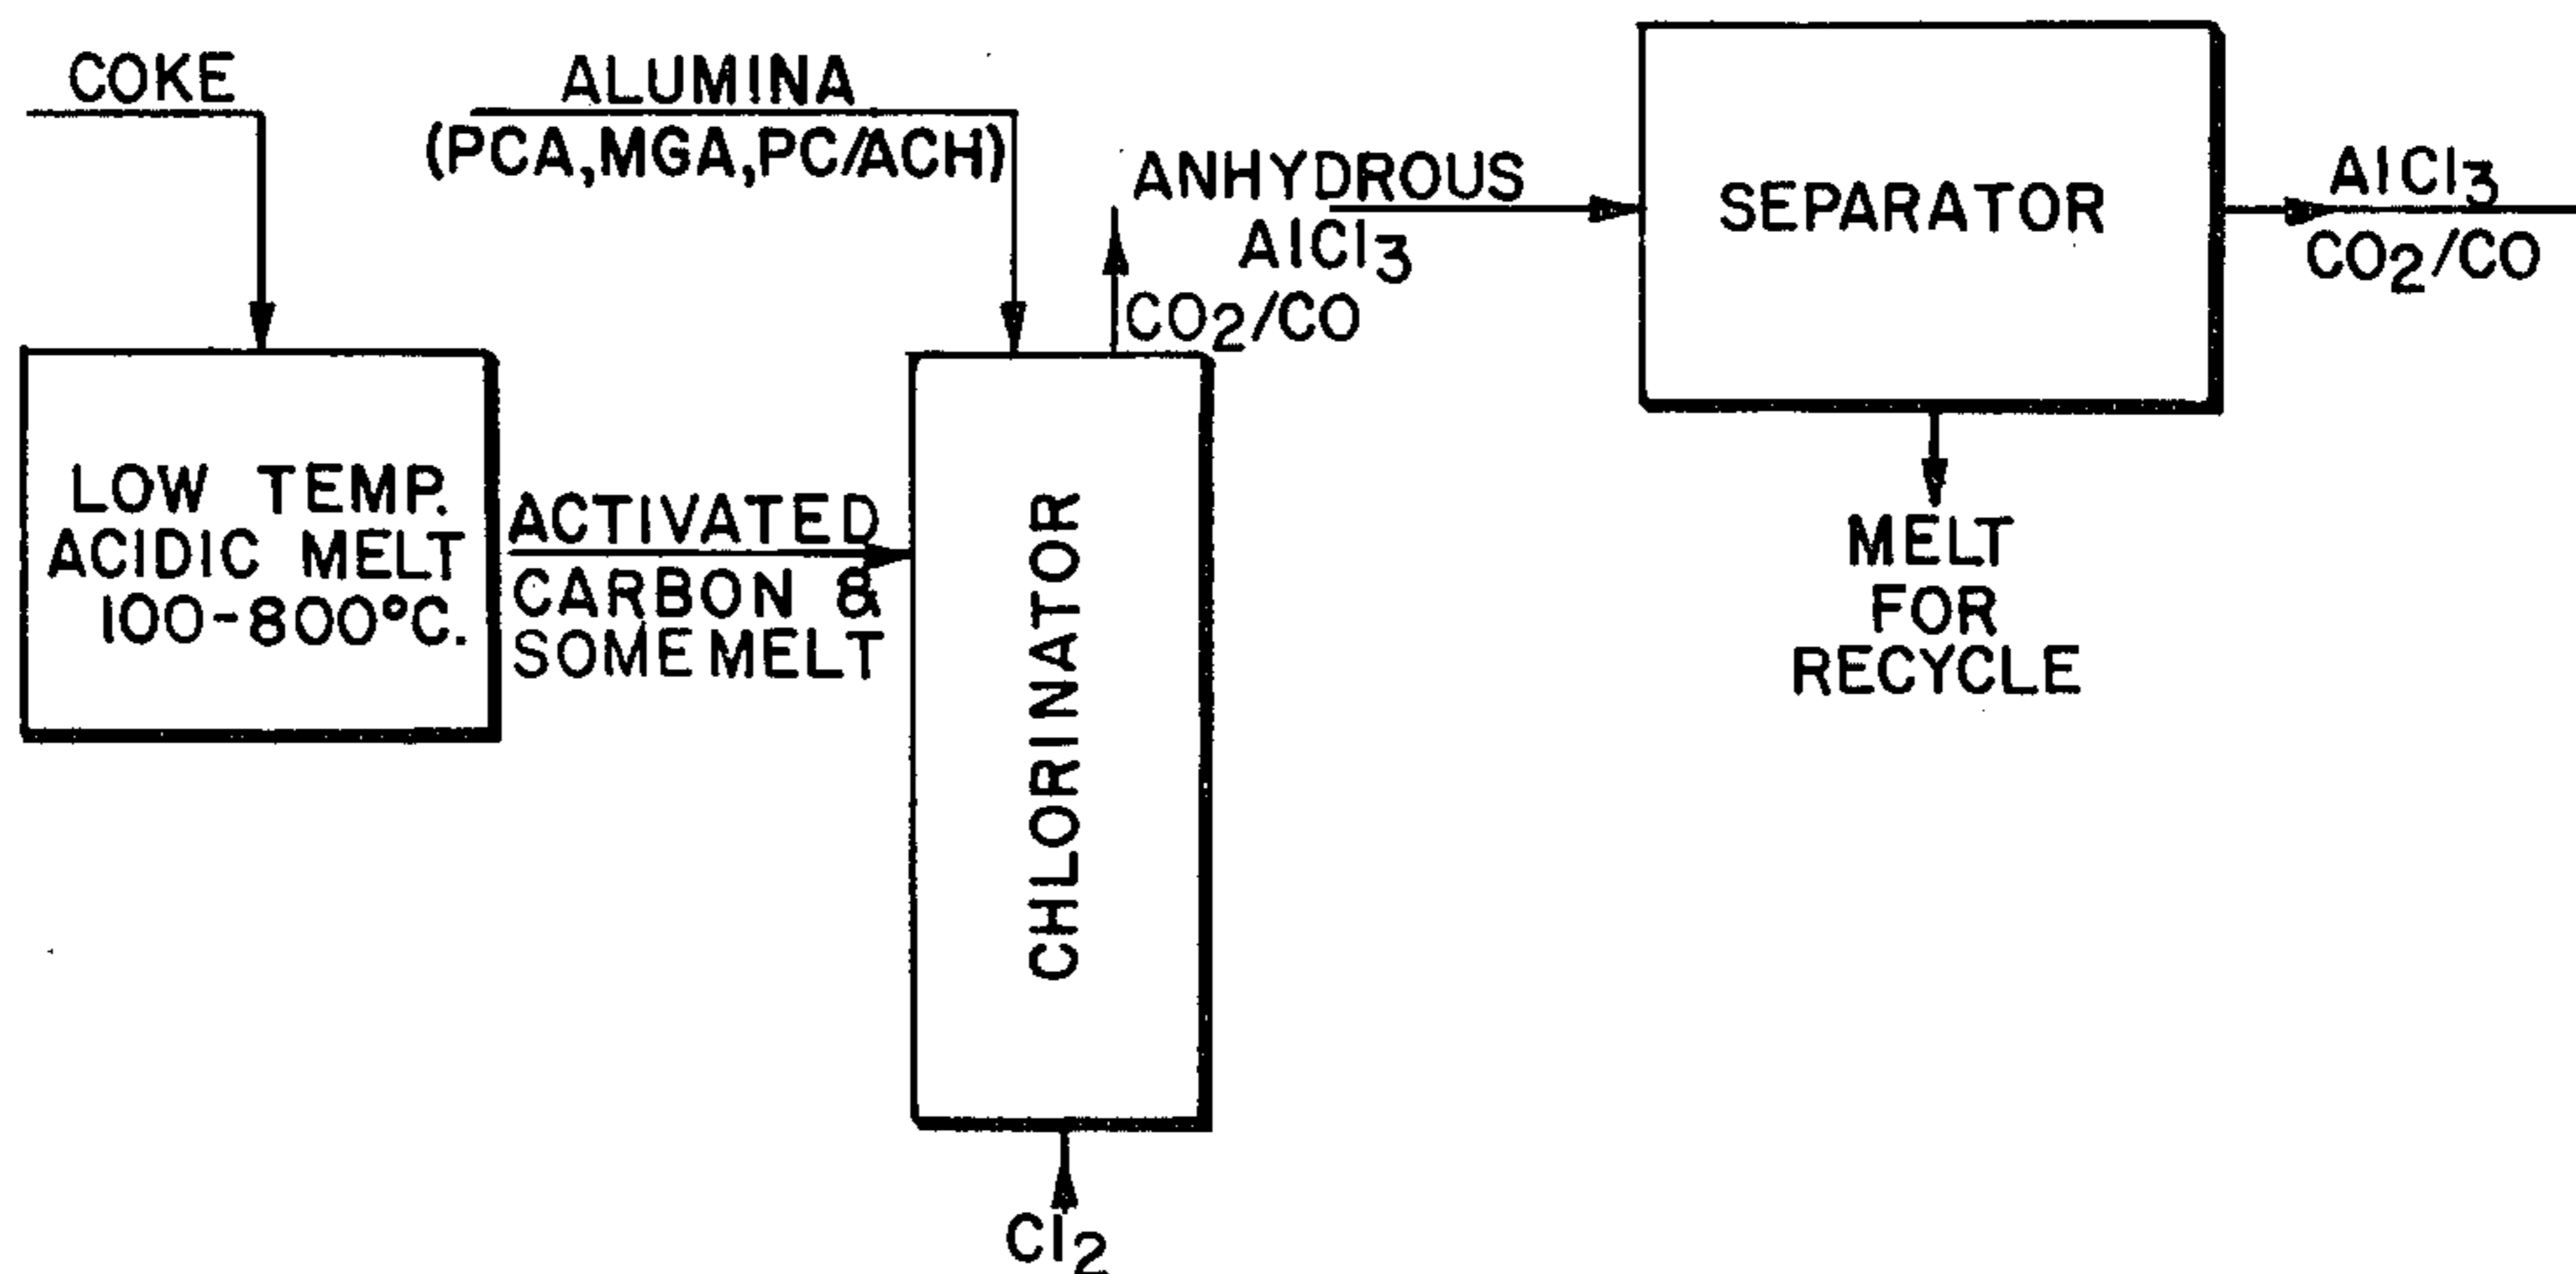 COKE
ALUMINA
(PCA,MGA,PC/ACH)
ANHYDROUS
AlCl3
CO2/CO
SEPARATOR
AlCl3
CO2/CO
LOW TEMP.
ACIDIC MELT
100-800°C.
ACTIVATED
CARBON &
SOME MELT
CHLORINATOR
MELT
FOR
RECYCLE
Cl2